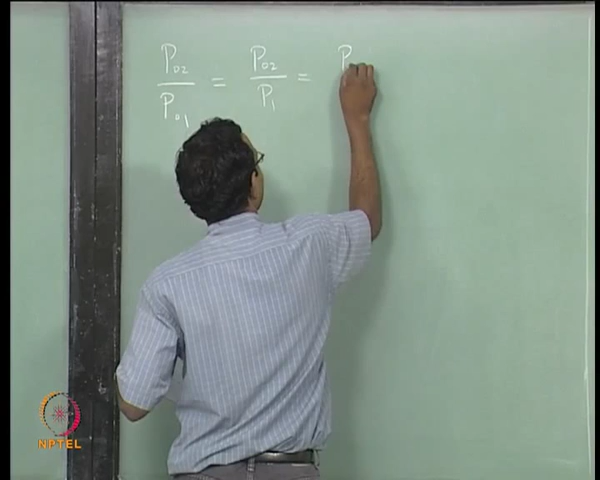 P₀₂/P₀₁ = P₀₂/P₁ = P
NPTEL